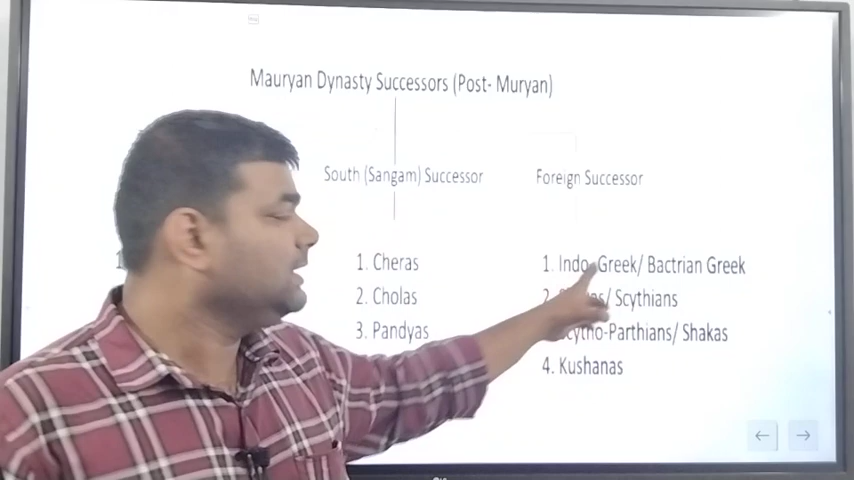 Mauryan Dynasty Successors (Post- Muryan)
South (Sangam) Successor
Foreign Successor
1. Cheras
2. Cholas
3. Pandyas
1. Indo-Greek/ Bactrian Greek
2. / Scythians
-Parthians/ Shakas
4. Kushanas